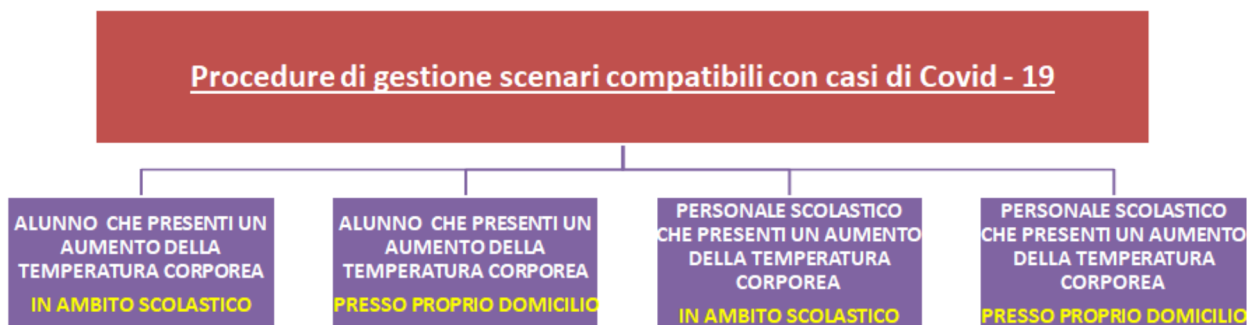 Procedure di gestione scenari compatibili con casi di Covid - 19
ALUNNO CHE PRESENTI UN
AUMENTO DELLA
TEMPERATURA CORPOREA
IN AMBITO SCOLASTICO
ALUNNO CHE PRESENTI UN
AUMENTO DELLA
TEMPERATURA CORPOREA
PRESSO PROPRIO DOMICILIO
PERSONALE SCOLASTICO
CHE PRESENTI UN AUMENTO
DELLA TEMPERATURA
CORPOREA
IN AMBITO SCOLASTICO
PERSONALE SCOLASTICO
CHE PRESENTI UN AUMENTO
DELLA TEMPERATURA
CORPOREA
PRESSO PROPRIO DOMICILIO